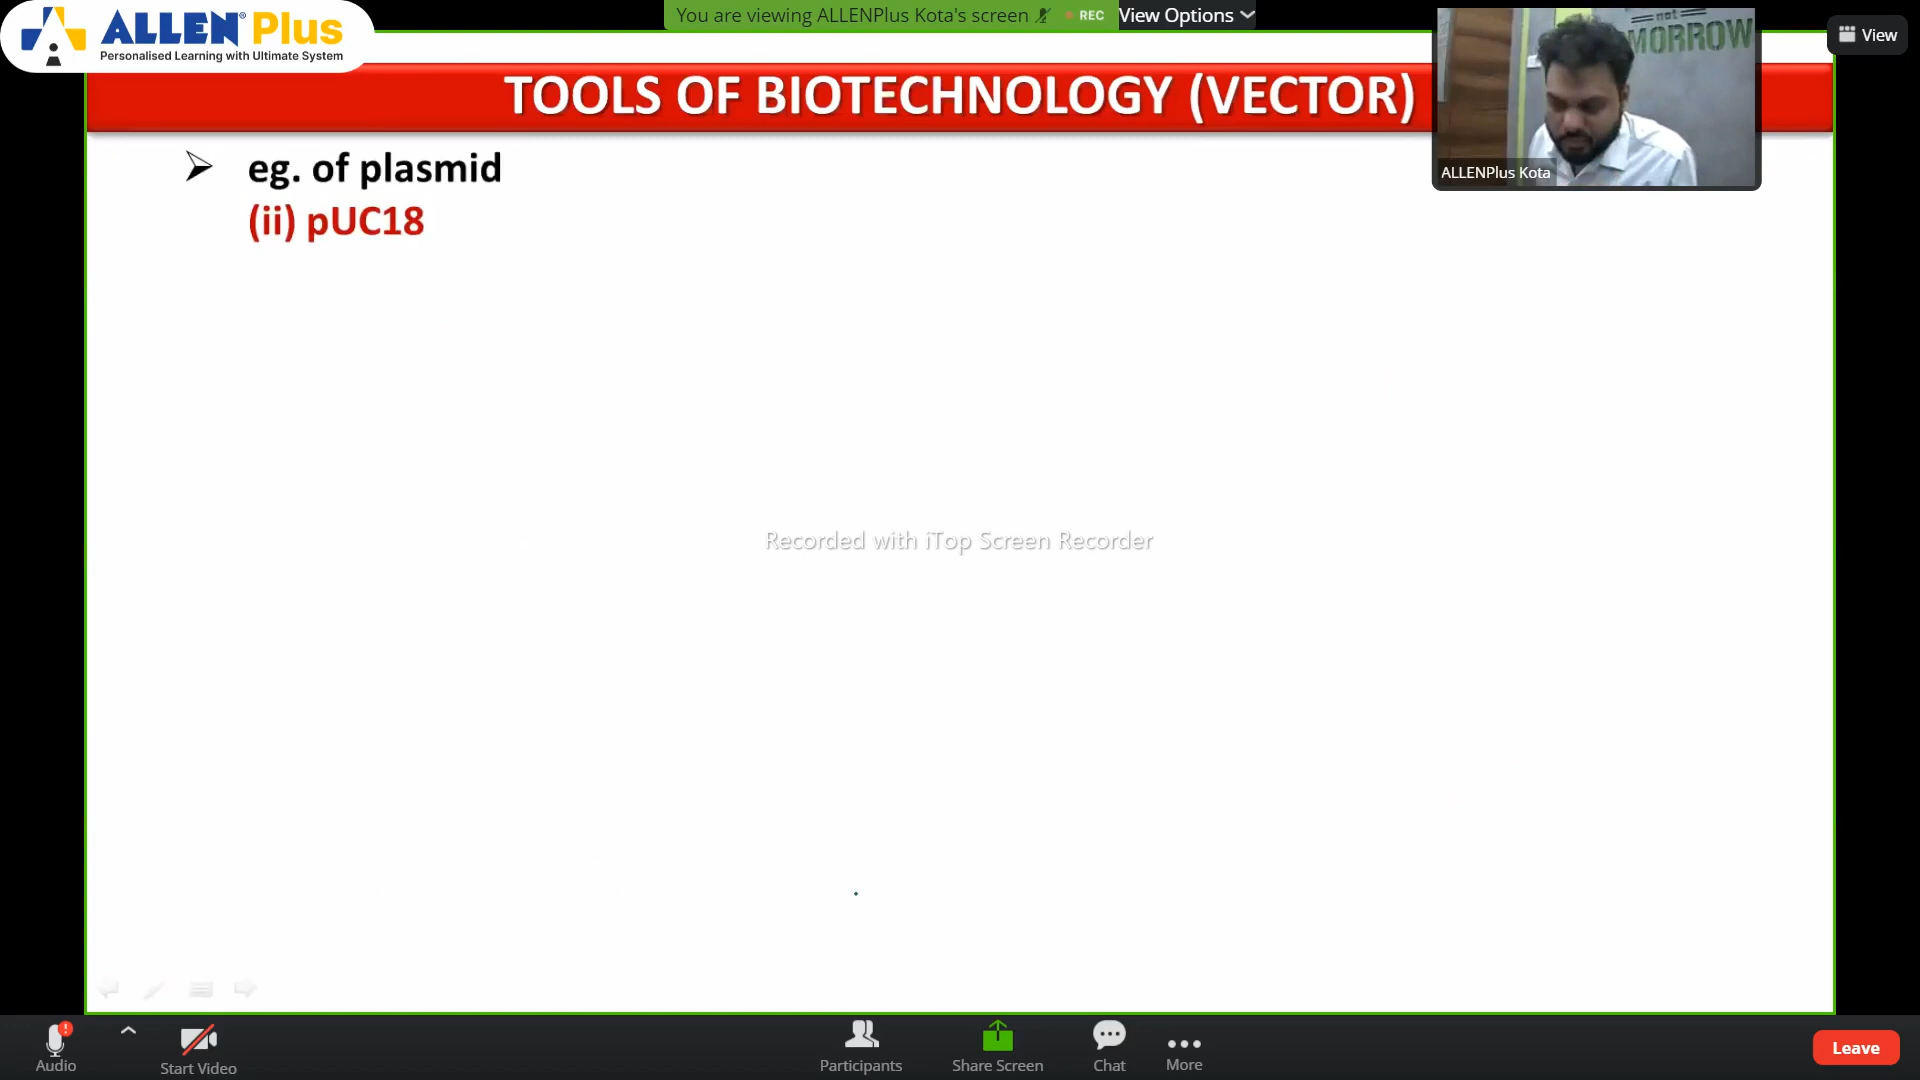 ALLEN® Plus
Personalised Learning with Ultimate System
You are viewing ALLENPlus Kota's screen
REC
View Options
View
not
MORROW
ALLENPlus Kota
TOOLS OF BIOTECHNOLOGY (VECTOR)
➢ eg. of plasmid
(ii) pUC18
Recorded with iTop Screen Recorder
Audio
Start Video
Participants
Share Screen
Chat
More
Leave